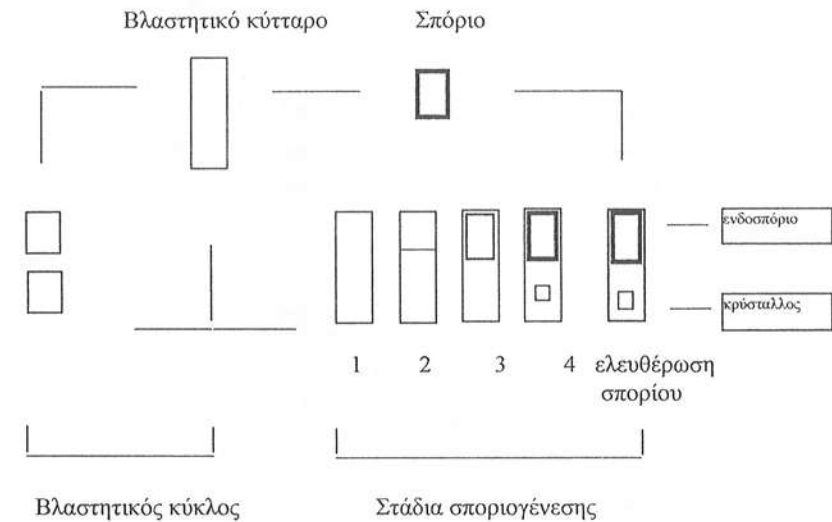 Βλαστητικό κύτταρο
Σπόριο
ενδοσπόριο
κρύσταλλος
1 2 3 4 ελευθέρωση
σπορίου
Βλαστητικός κύκλος
Στάδια σποριογένεσης